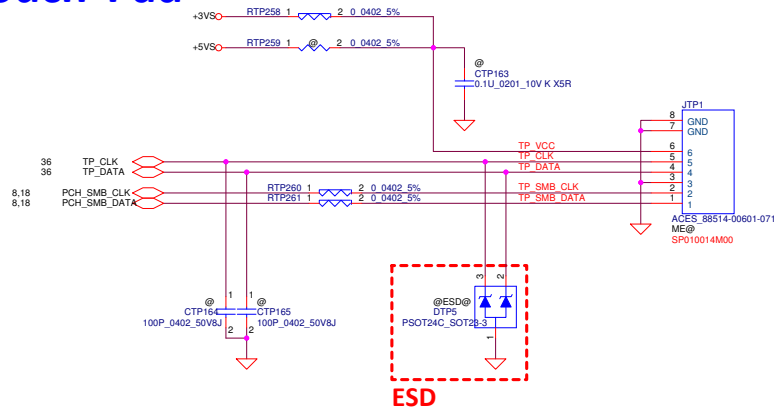 +3VS RTP258 1 2 0_0402_5%
+5VS RTP259 1 @ 2 0_0402_5%
@
CTP163
0.1U_0201_10V K X5R
JTP1
8 GND
7 GND
TP_VCC 6 6
36 TP_CLK TP_CLK 5 5
36 TP_DATA TP_DATA 4 4
3 3
8,18 PCH_SMB_CLK RTP260 1 2 0_0402_5% TP_SMB_CLK 2 2
8,18 PCH_SMB_DATA RTP261 1 2 0_0402_5% TP_SMB_DATA 1 1
ACES_88514-00601-071
ME@
SP010014M00
3 2
@ 1 1 @
CTP164 CTP165
100P_0402_50V8J 100P_0402_50V8J
2 2
@ESD@
DTP5
PSOT24C_SOT23-3
1
ESD